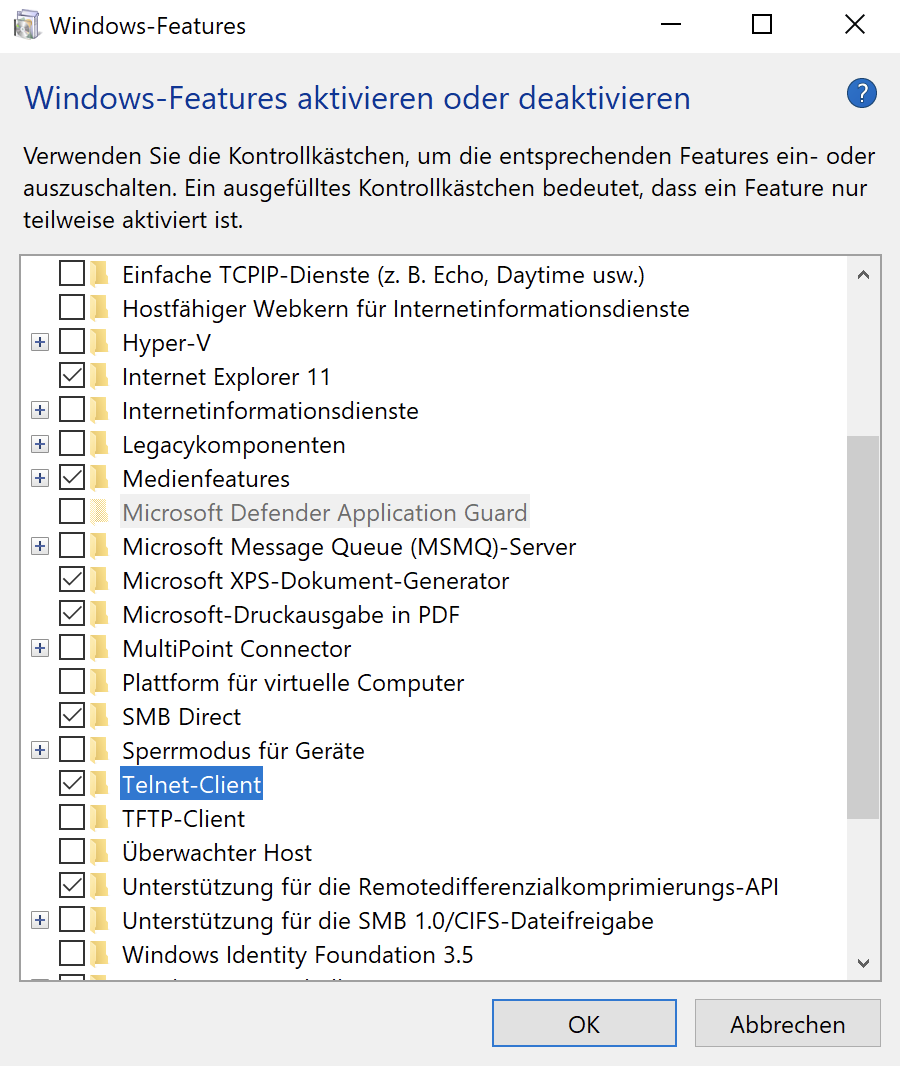 Windows-Features
Windows-Features aktivieren oder deaktivieren
?
Verwenden Sie die Kontrollkästchen, um die entsprechenden Features ein- oder
auszuschalten. Ein ausgefülltes Kontrollkästchen bedeutet, dass ein Feature nur
teilweise aktiviert ist.
Einfache TCPIP-Dienste (z. B. Echo, Daytime usw.)
Hostfähiger Webkern für Internetinformationsdienste
Hyper-V
Internet Explorer 11
Internetinformationsdienste
Legacykomponenten
Medienfeatures
Microsoft Defender Application Guard
Microsoft Message Queue (MSMQ)-Server
Microsoft XPS-Dokument-Generator
Microsoft-Druckausgabe in PDF
MultiPoint Connector
Plattform für virtuelle Computer
SMB Direct
Sperrmodus für Geräte
Telnet-Client
TFTP-Client
Überwachter Host
Unterstützung für die Remotedifferenzialkomprimierungs-API
Unterstützung für die SMB 1.0/CIFS-Dateifreigabe
Windows Identity Foundation 3.5
OK
Abbrechen